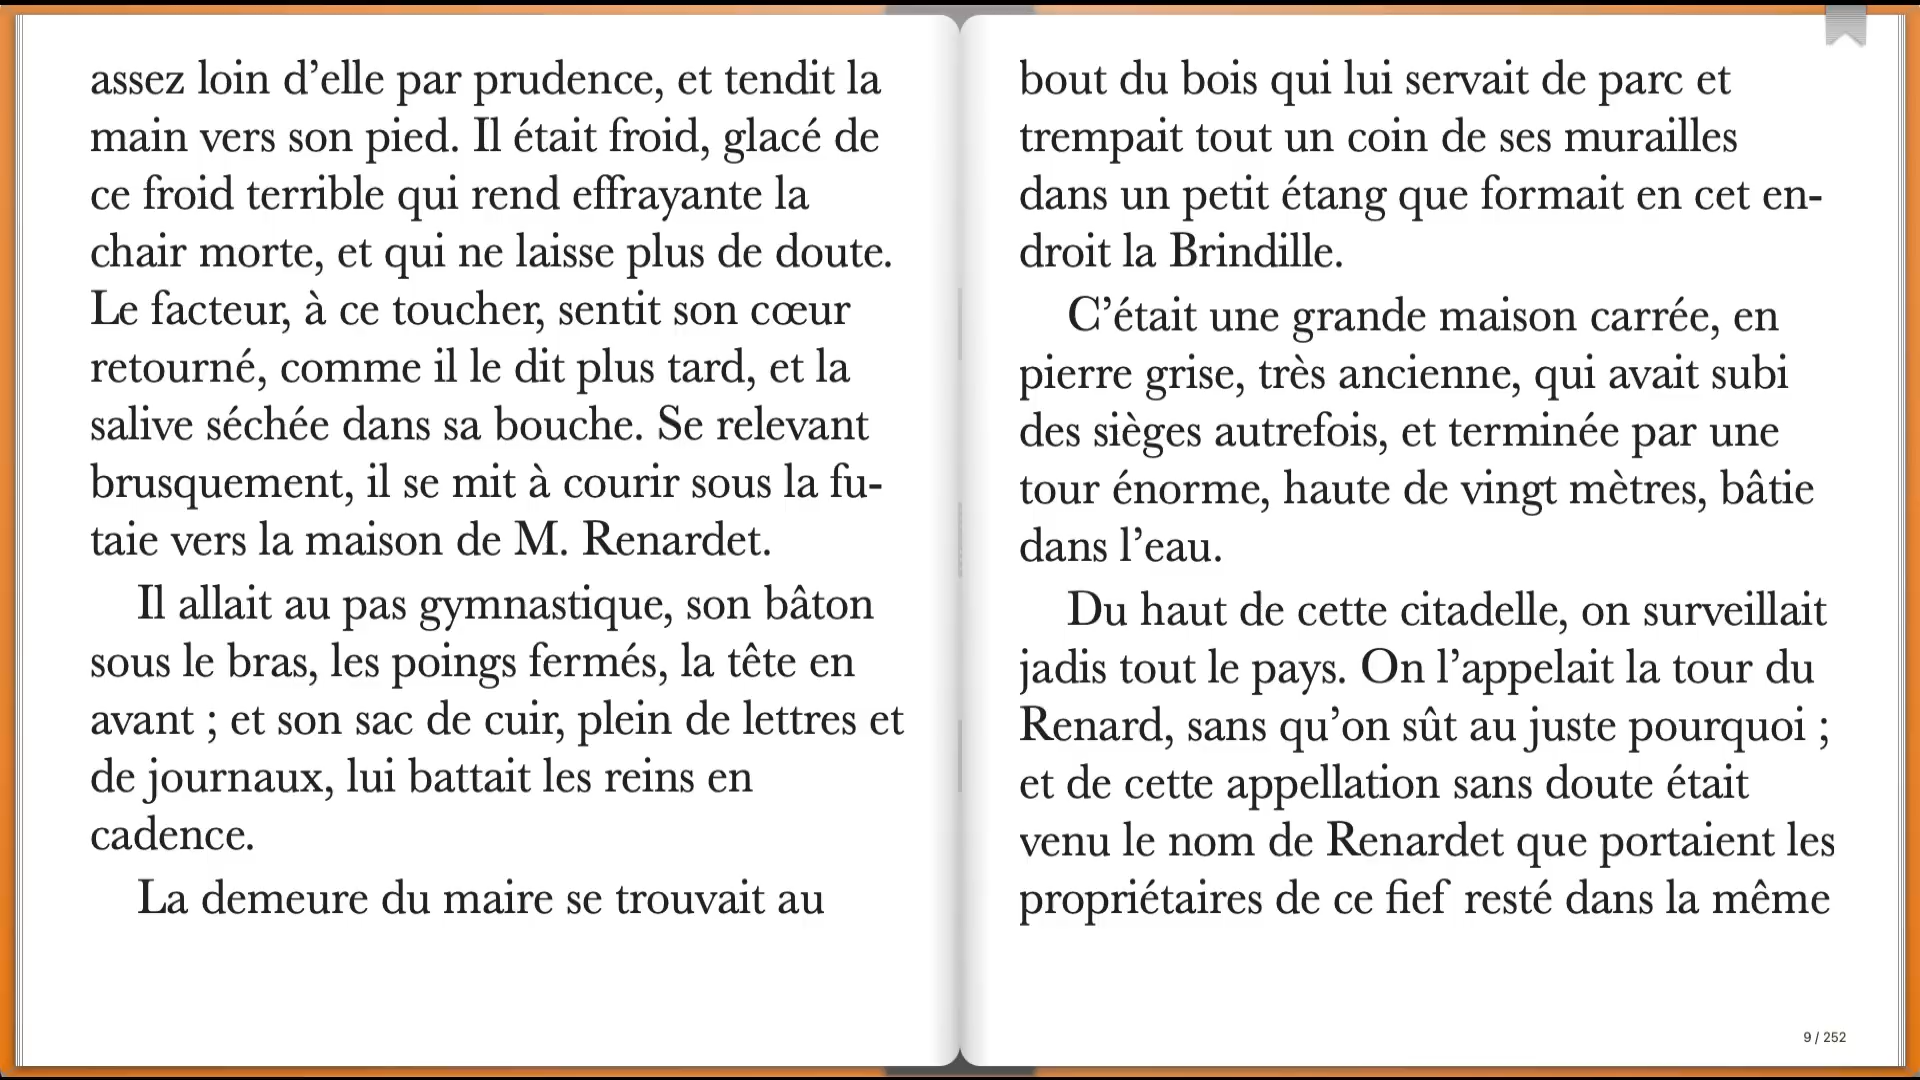 assez loin d’elle par prudence, et tendit la
main vers son pied. Il était froid, glacé de
ce froid terrible qui rend effrayante la
chair morte, et qui ne laisse plus de doute.
Le facteur, à ce toucher, sentit son cœur
retourné, comme il le dit plus tard, et la
salive séchée dans sa bouche. Se relevant
brusquement, il se mit à courir sous la fu-
taie vers la maison de M. Renardet.
Il allait au pas gymnastique, son bâton
sous le bras, les poings fermés, la tête en
avant ; et son sac de cuir, plein de lettres et
de journaux, lui battait les reins en
cadence.
La demeure du maire se trouvait au
bout du bois qui lui servait de parc et
trempait tout un coin de ses murailles
dans un petit étang que formait en cet en-
droit la Brindille.
C’était une grande maison carrée, en
pierre grise, très ancienne, qui avait subi
des sièges autrefois, et terminée par une
tour énorme, haute de vingt mètres, bâtie
dans l’eau.
Du haut de cette citadelle, on surveillait
jadis tout le pays. On l’appelait la tour du
Renard, sans qu’on sût au juste pourquoi ;
et de cette appellation sans doute était
venu le nom de Renardet que portaient les
propriétaires de ce fief resté dans la même
9 / 252